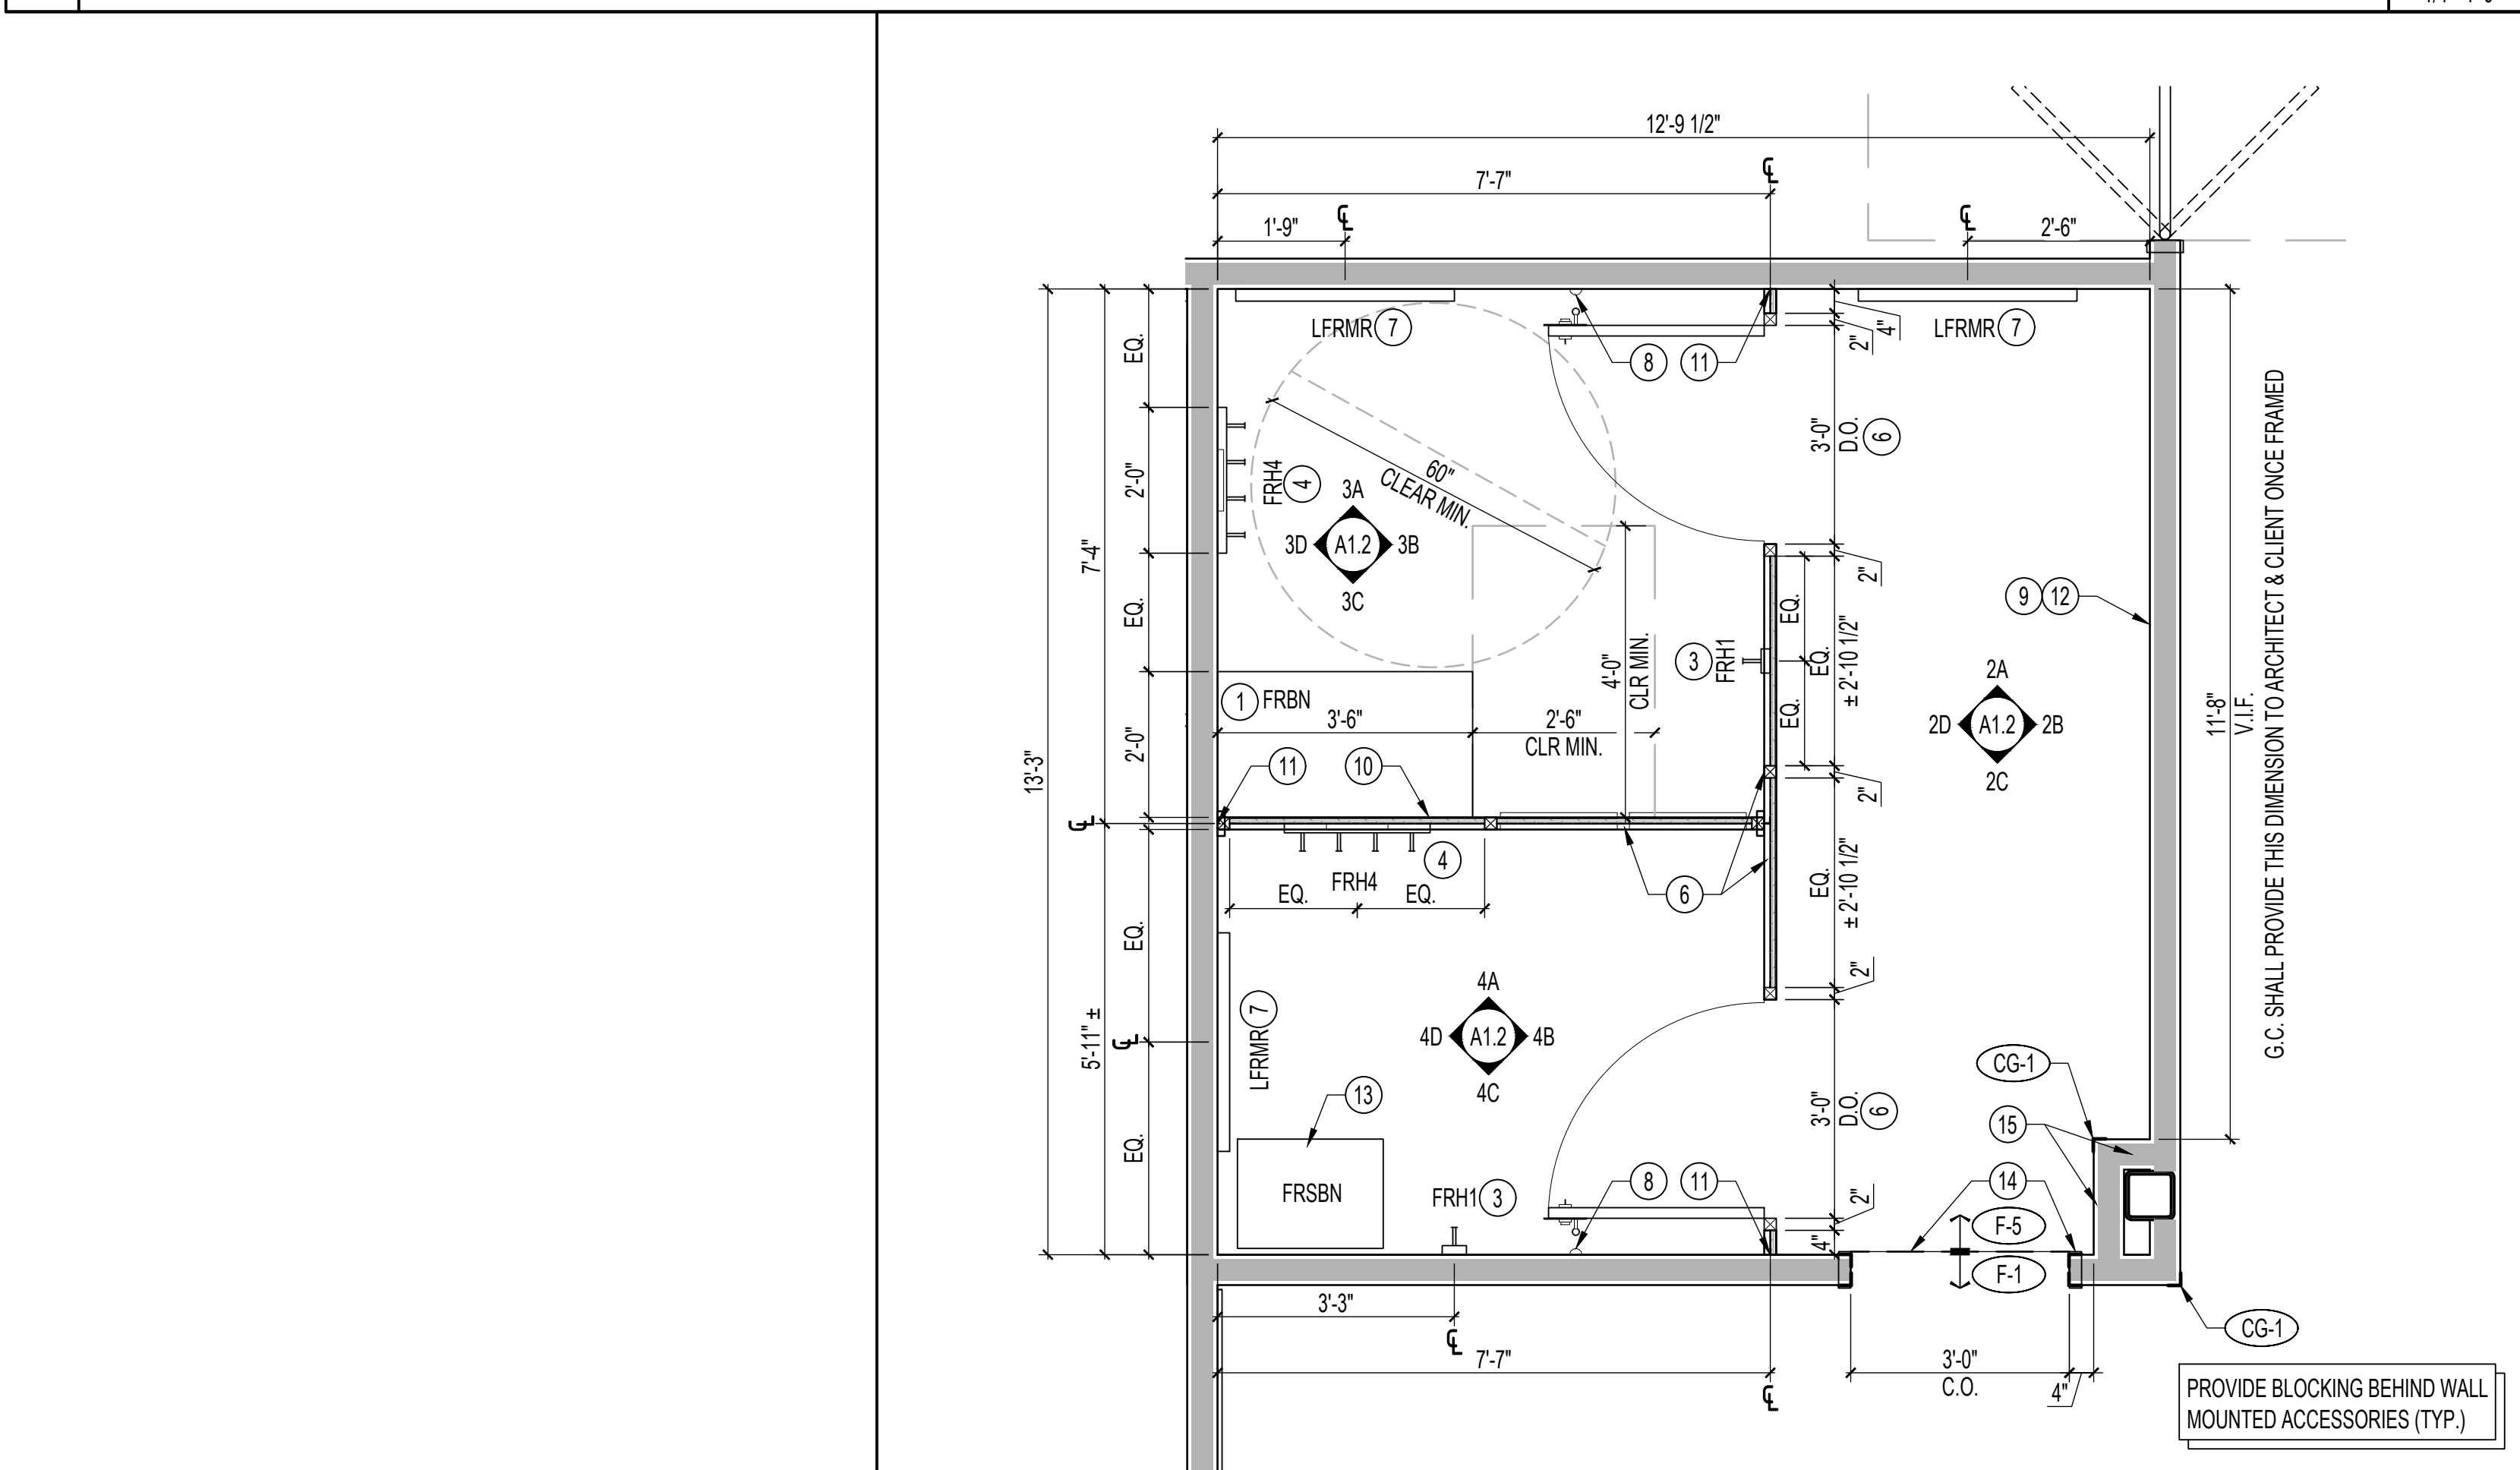 12'-9 1/2"
7'-7"
1'-9"
2'-6"
LFRMR 7
8 11
4"
2"
LFRMR 7
EQ.
2'-0"
EQ.
2'-0"
7'-4"
13'-3"
5'-11" ±
EQ.
EQ.
FRH4
4
60"
CLEAR MIN.
3A
3D A1.2 3B
3C
3'-0"
D.O.
6
2"
9 12
EQ.
EQ.
EQ.
± 2'-10 1/2"
3
FRH1
4'-0"
CLR MIN.
1 FRBN
3'-6"
2'-6"
CLR MIN.
2A
2D A1.2 2B
2C
11'-8"
V.I.F.
G.C. SHALL PROVIDE THIS DIMENSION TO ARCHITECT & CLIENT ONCE FRAMED
11 10
2"
4
FRH4
EQ. EQ.
6
EQ.
± 2'-10 1/2"
2"
4A
4D A1.2 4B
4C
LFRMR 7
13
FRSBN
FRH1 3
8 11
3'-0"
D.O.
6
2"
4"
CG-1
15
14
F-5
F-1
CG-1
3'-3"
7'-7"
3'-0"
C.O.
4"
PROVIDE BLOCKING BEHIND WALL
MOUNTED ACCESSORIES (TYP.)